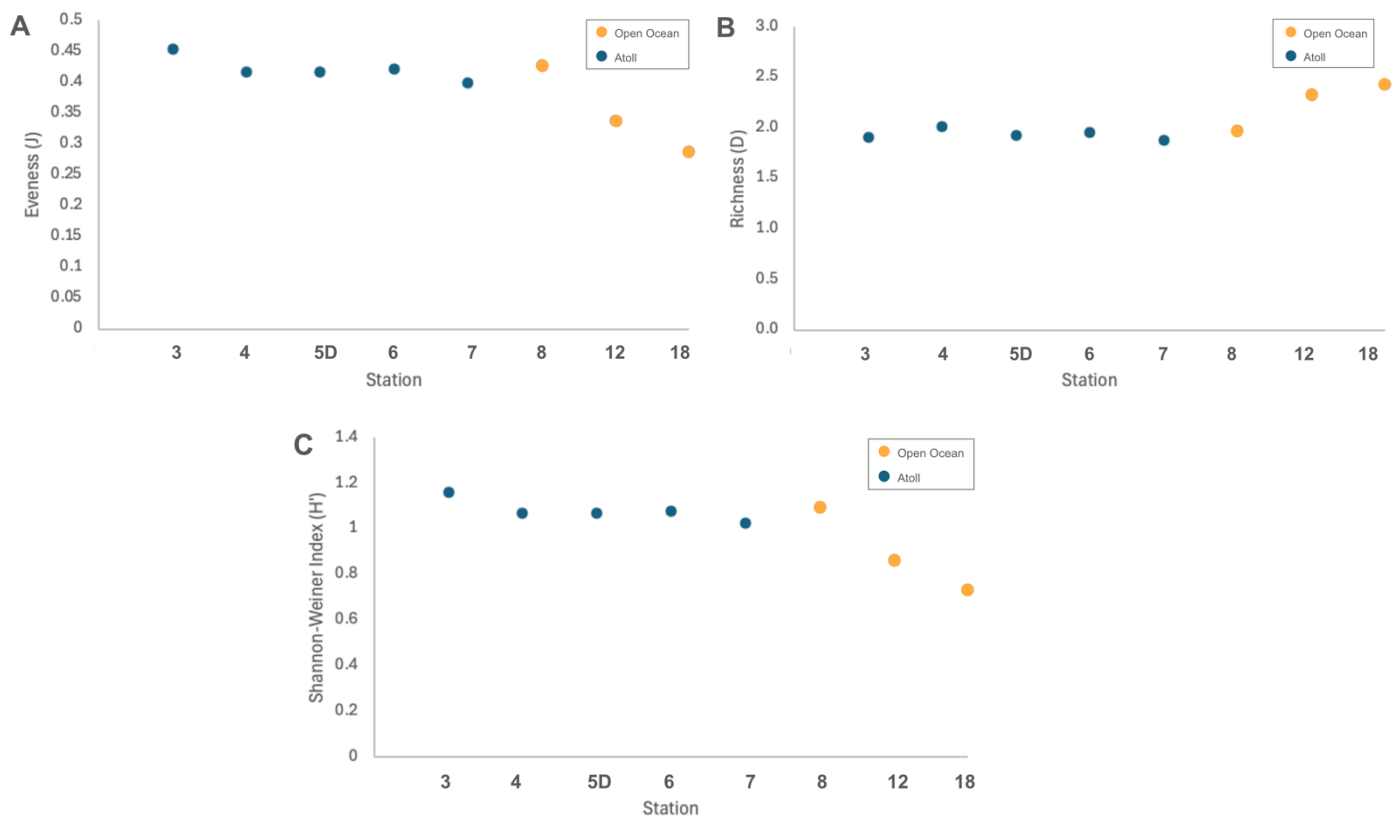 A
0.5
0.45
0.4
0.35
0.3
0.25
0.2
0.15
0.1
0.05
0
Eveness (J)
3 4 5D 6 7 8 12 18
Station
Open Ocean
Atoll
B
3.0
2.5
2.0
1.5
1.0
0.5
0.0
Richness (D)
3 4 5D 6 7 8 12 18
Station
Open Ocean
Atoll
C
1.4
1.2
1
0.8
0.6
0.4
0.2
0
Shannon-Weiner Index (H')
3 4 5D 6 7 8 12 18
Station
Open Ocean
Atoll